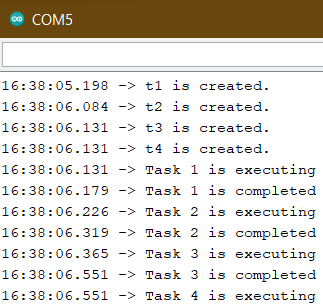 COM5
16:38:05.198 -> t1 is created.
16:38:06.084 -> t2 is created.
16:38:06.131 -> t3 is created.
16:38:06.131 -> t4 is created.
16:38:06.131 -> Task 1 is executing
16:38:06.179 -> Task 1 is completed
16:38:06.226 -> Task 2 is executing
16:38:06.319 -> Task 2 is completed
16:38:06.365 -> Task 3 is executing
16:38:06.551 -> Task 3 is completed
16:38:06.551 -> Task 4 is executing